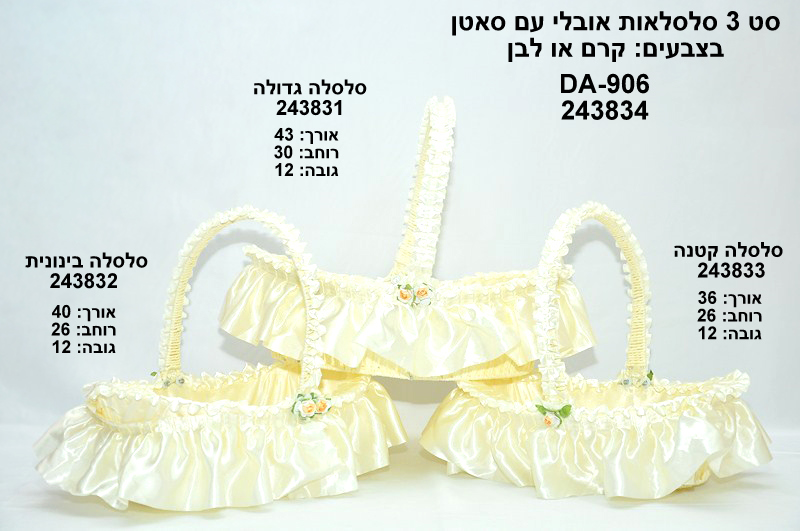 סט 3 סלסלאות אובלי עם סאטן
בצבעים: קרם או לבן
DA-906
243834
סלסלה גדולה
243831
אורך: 43
רוחב: 30
גובה: 12
סלסלה קטנה
243833
אורך: 36
רוחב: 26
גובה: 12
סלסלה בינונית
243832
אורך: 40
רוחב: 26
גובה: 12